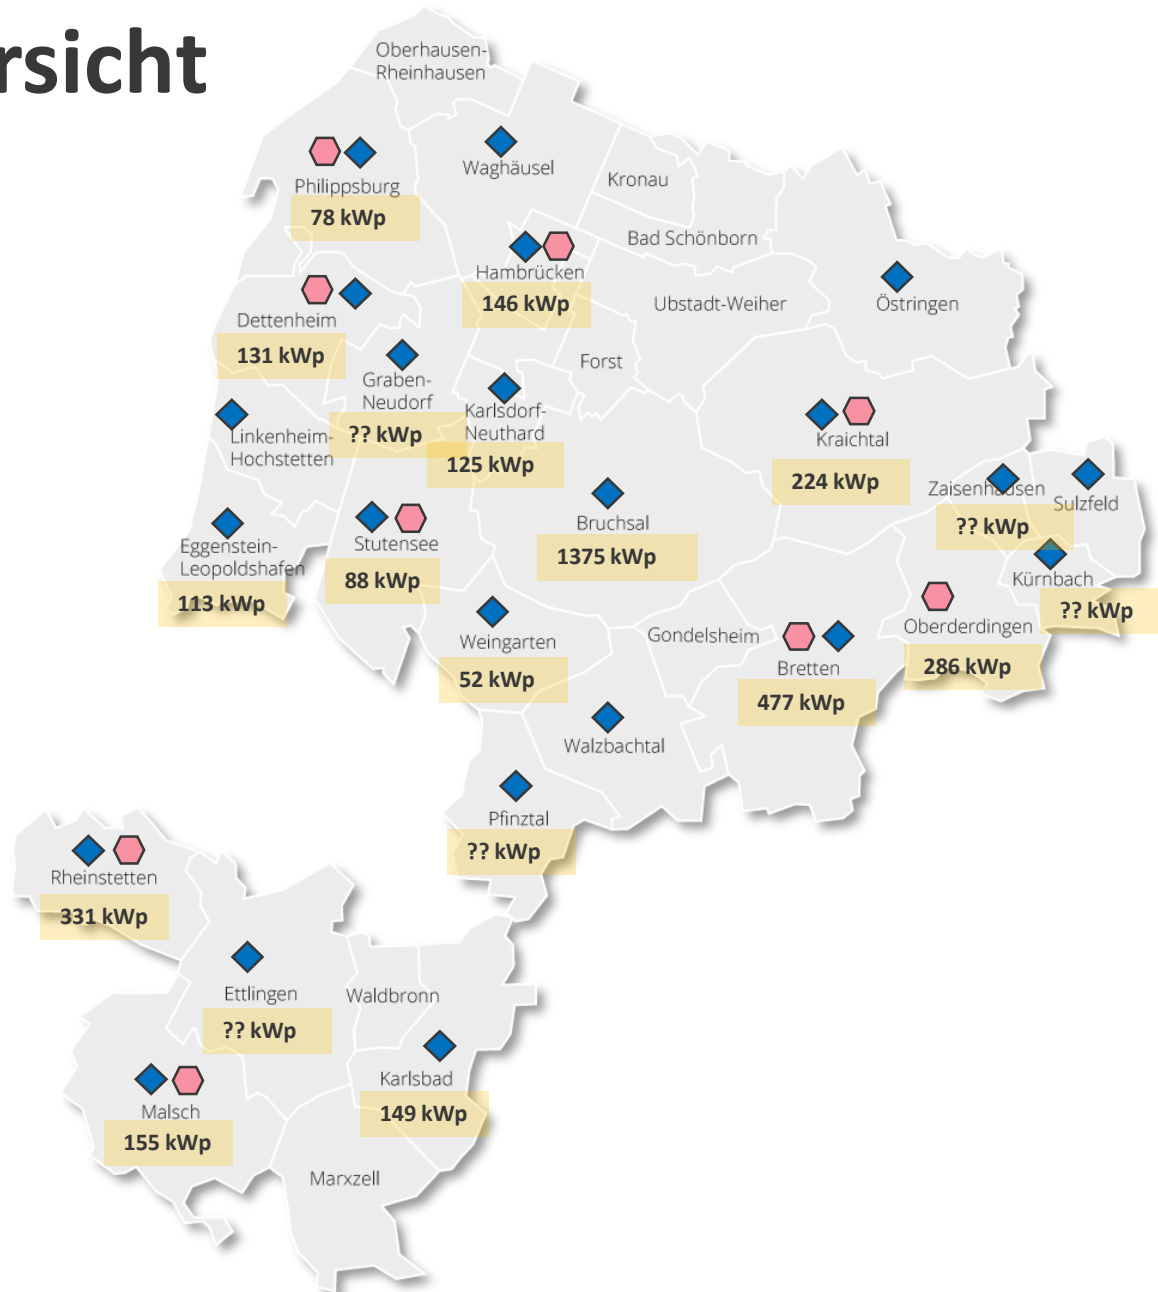 rsicht
Oberhausen-
Rheinhausen
Waghäusel
Kronau
Philippsburg
78 kWp
Bad Schönborn
Hambrücken
146 kWp
Ubstadt-Weiher
Östringen
Dettenheim
131 kWp
Forst
Graben-
Neudorf
?? kWp
Karlsdorf-
Neuthard
125 kWp
Linkenheim-
Hochstetten
Kraichtal
224 kWp
Zaisenhausen
?? kWp
Sulzfeld
Bruchsal
1375 kWp
Eggenstein-
Leopoldshafen
113 kWp
Stutensee
88 kWp
Kürnbach
?? kWp
Oberderdingen
286 kWp
Weingarten
52 kWp
Gondelsheim
Bretten
477 kWp
Walzbachtal
Pfinztal
?? kWp
Rheinstetten
331 kWp
Ettlingen
?? kWp
Waldbronn
Karlsbad
149 kWp
Malsch
155 kWp
Marxzell